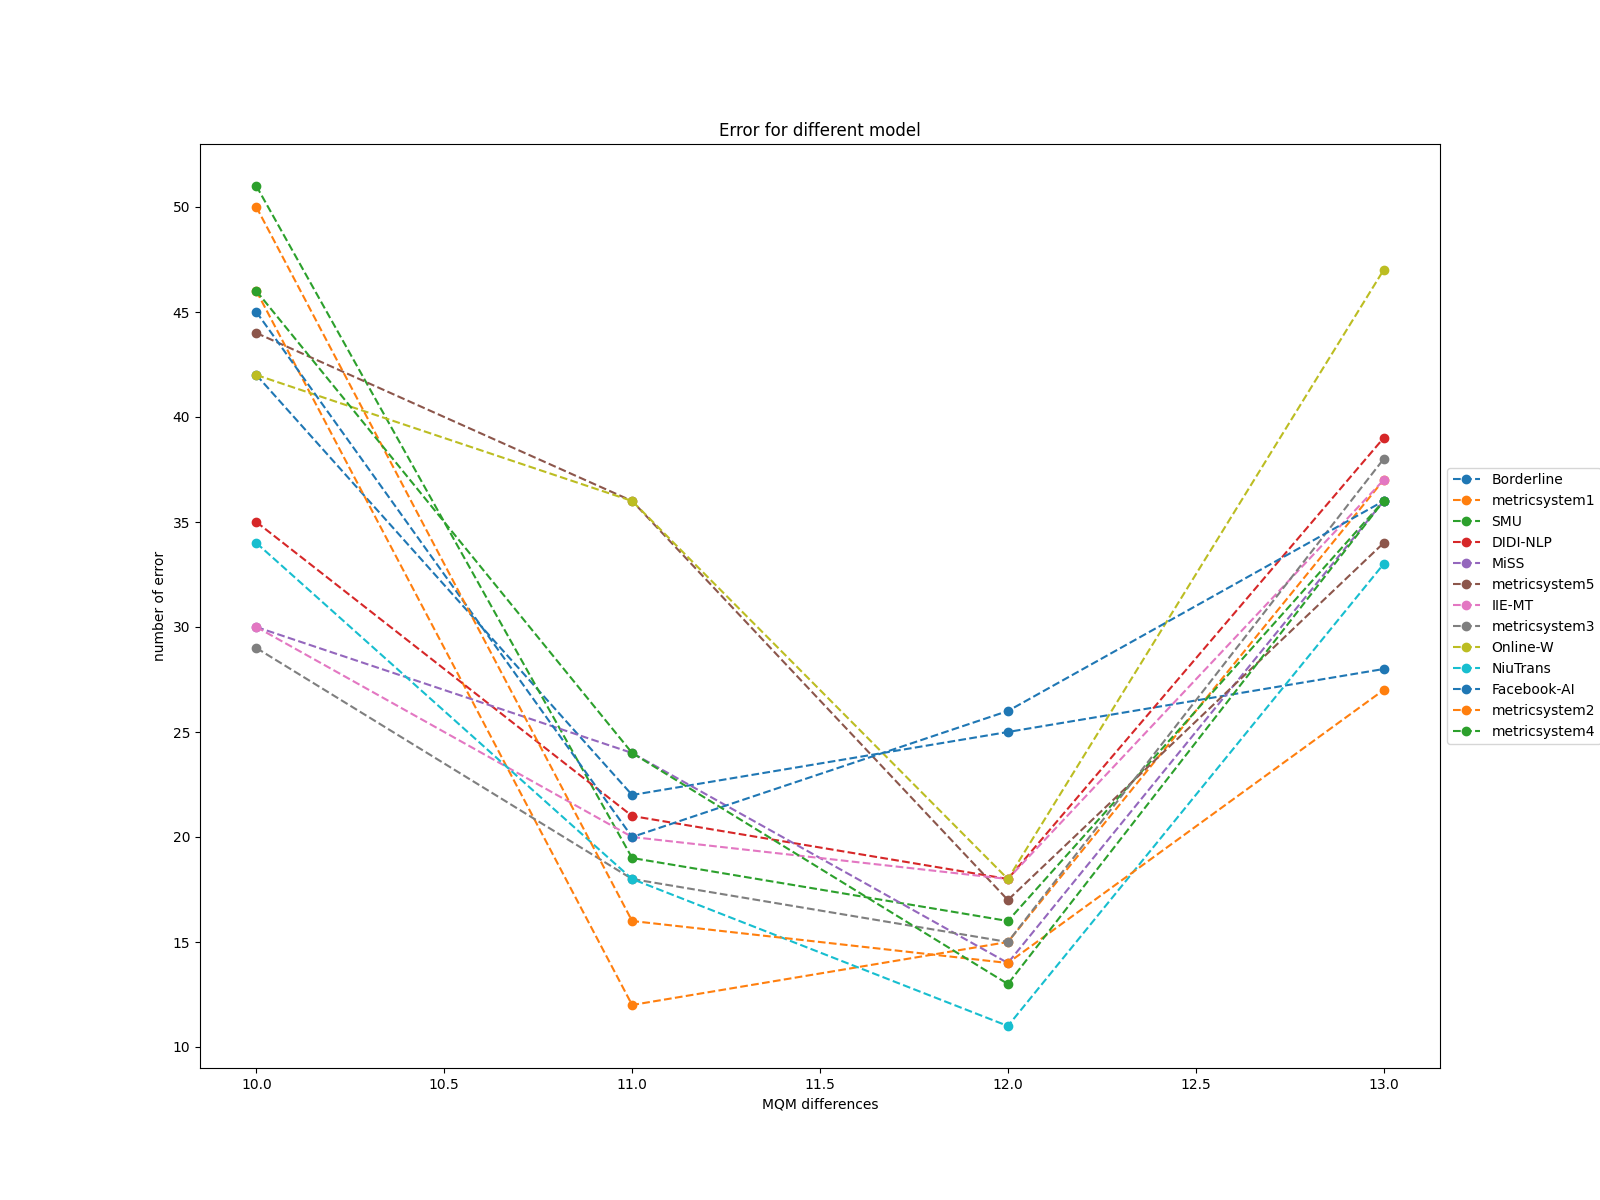 Error for different model
50
45
40
35
30
25
20
15
10
number of error
10.0 10.5 11.0 11.5 12.0 12.5 13.0
MQM differences
Borderline
metricsystem1
SMU
DIDI-NLP
MiSS
metricsystem5
IIE-MT
metricsystem3
Online-W
NiuTrans
Facebook-AI
metricsystem2
metricsystem4